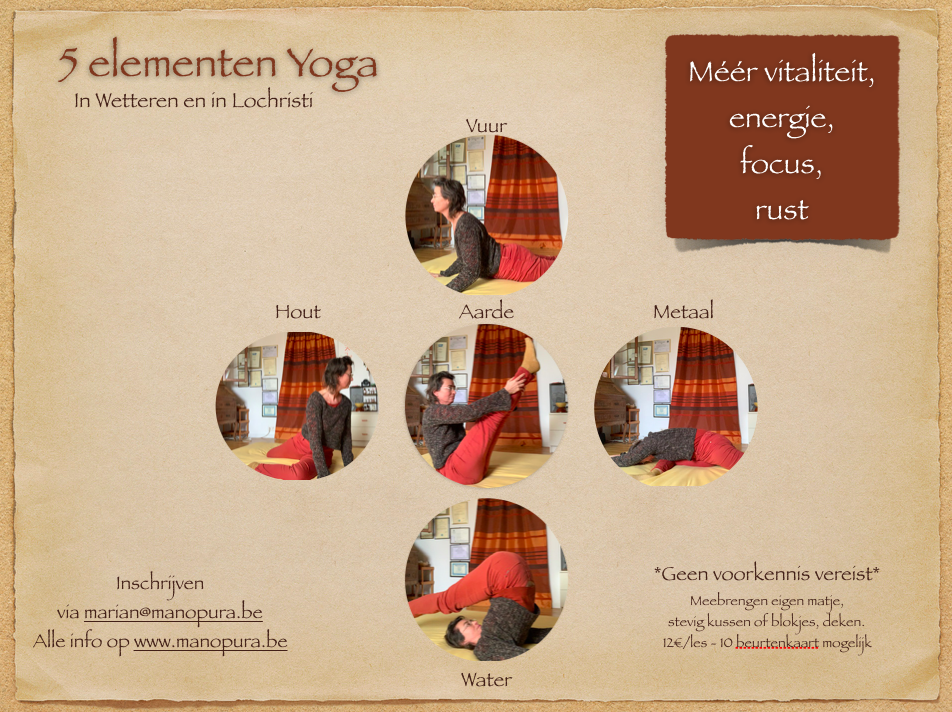 5 elementen Yoga
In Wetteren en in Lochristi
Méér vitaliteit,
energie,
focus,
rust
Vuur
Hout
Aarde
Metaal
Water
Inschrijven
via marian@manopura.be
Alle info op www.manopura.be
*Geen voorkennis vereist*
Meebrengen eigen matje,
stevig kussen of blokjes, deken.
12€/les - 10 beurtenkaart mogelijk